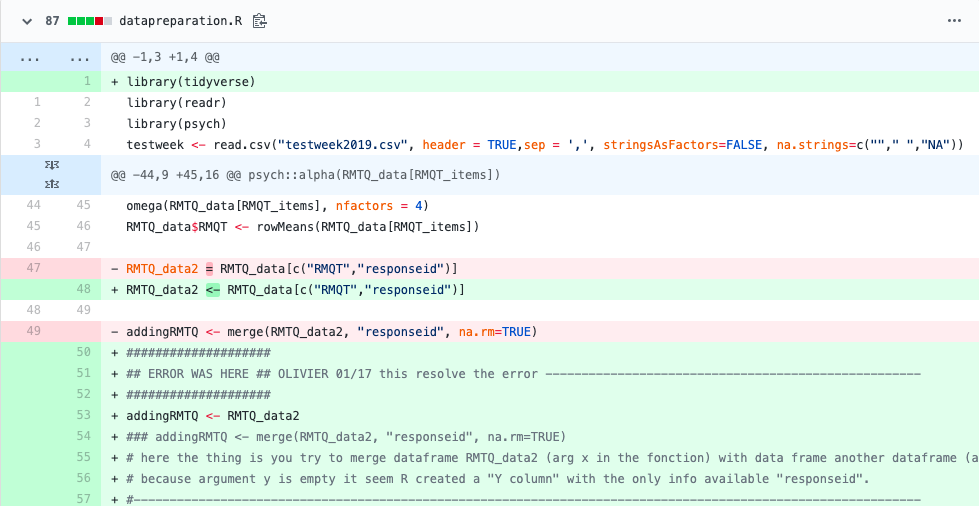 87 datapreparation.R ...
... ... @@ -1,3 +1,4 @@
1 + library(tidyverse)
1 2 library(readr)
2 3 library(psych)
3 4 testweek <- read.csv("testweek2019.csv", header = TRUE,sep = ',', stringsAsFactors=FALSE, na.strings=c(""," ","NA"))
@@ -44,9 +45,16 @@ psych::alpha(RMTQ_data[RMQT_items])
44 45 omega(RMTQ_data[RMQT_items], nfactors = 4)
45 46 RMTQ_data$RMQT <- rowMeans(RMTQ_data[RMQT_items])
46 47
47 - RMTQ_data2 = RMTQ_data[c("RMQT","responseid")]
48 + RMTQ_data2 <- RMTQ_data[c("RMQT","responseid")]
48 49
49 - addingRMTQ <- merge(RMTQ_data2, "responseid", na.rm=TRUE)
50 + ####################
51 + ## ERROR WAS HERE ## OLIVIER 01/17 this resolve the error ----------------------------------------------------
52 + ####################
53 + addingRMTQ <- RMTQ_data2
54 + ### addingRMTQ <- merge(RMTQ_data2, "responseid", na.rm=TRUE)
55 + # here the thing is you try to merge dataframe RMTQ_data2 (arg x in the fonction) with data frame another dataframe (a
56 + # because argument y is empty it seem R created a "Y column" with the only info available "responseid".
57 + #-------------------------------------------------------------------------------------------------------------